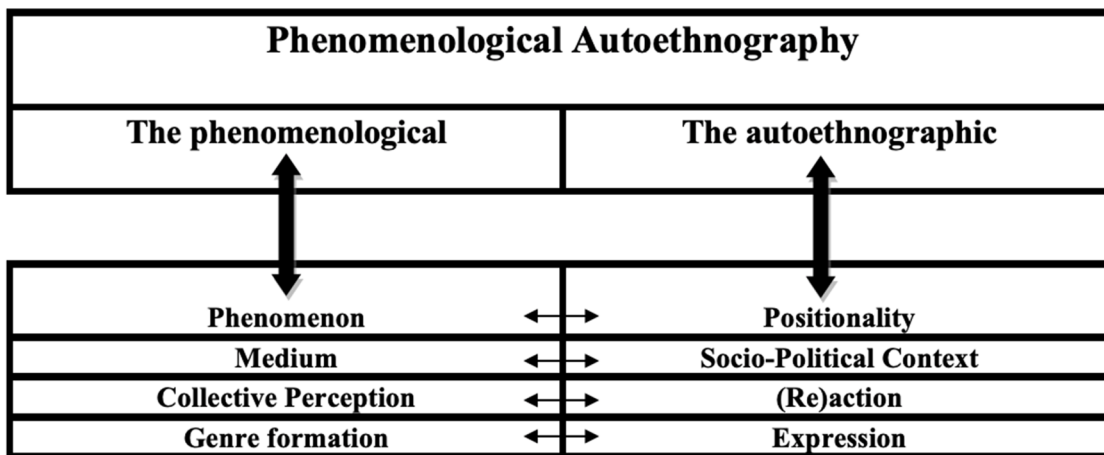 Phenomenological Autoethnography
The phenomenological
The autoethnographic
Phenomenon
Positionality
Medium
Socio-Political Context
Collective Perception
(Re)action
Genre formation
Expression